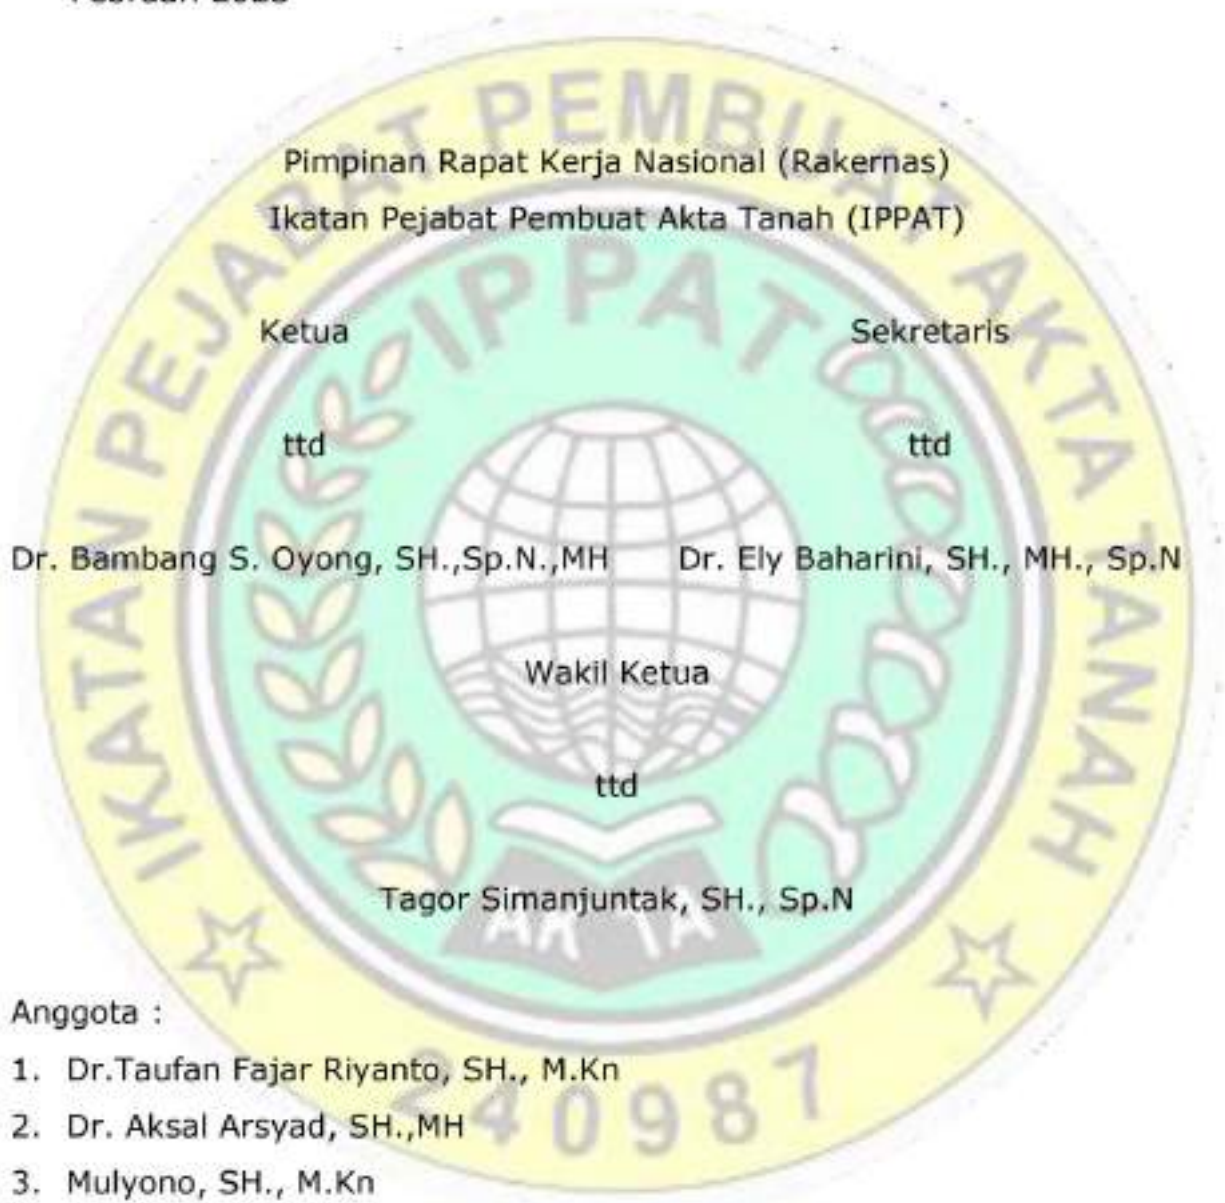 Pimpinan Rapat Kerja Nasional (Rakernas)
Ikatan Pejabat Pembuat Akta Tanah (IPPAT)
Ketua Sekretaris
ttd ttd
Dr. Bambang S. Oyong, SH.,Sp.N.,MH Dr. Ely Baharini, SH., MH., Sp.N
Wakil Ketua
ttd
Tagor Simanjuntak, SH., Sp.N
Anggota :
1. Dr.Taufan Fajar Riyanto, SH., M.Kn
2. Dr. Aksal Arsyad, SH.,MH
3. Mulyono, SH., M.Kn
IKATAN PEJABAT PEMBUAT AKTA TANAH
IPPAT
AKTA
240987